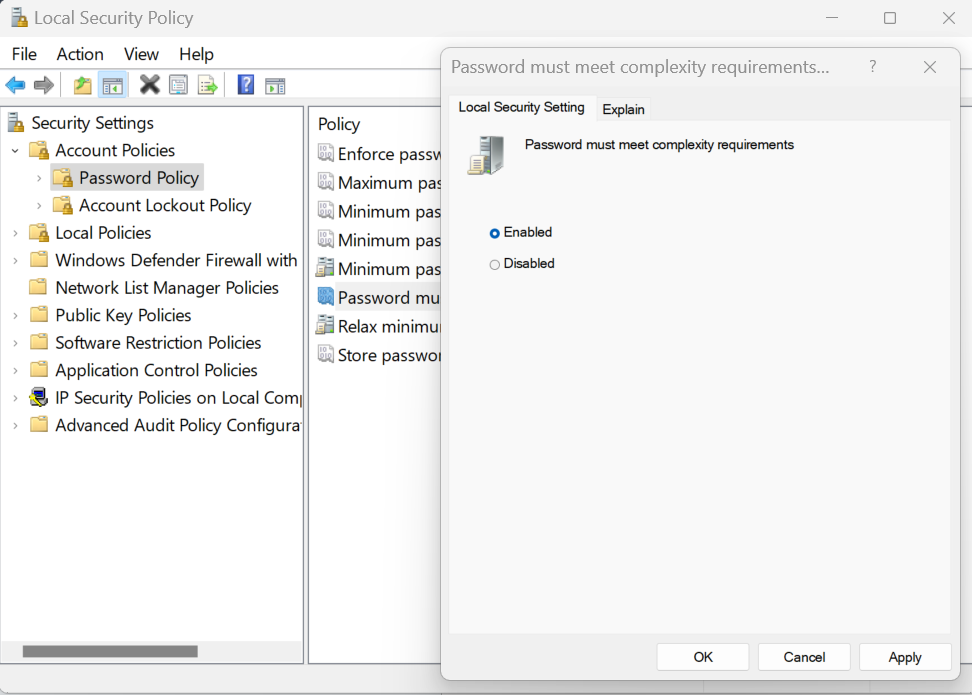 Local Security Policy
File Action View Help
Security Settings
Account Policies
Password Policy
Account Lockout Policy
Local Policies
Windows Defender Firewall with
Network List Manager Policies
Public Key Policies
Software Restriction Policies
Application Control Policies
IP Security Policies on Local Comp
Advanced Audit Policy Configura
Policy
Enforce passw
Maximum pas
Minimum pas
Minimum pas
Minimum pas
Password mu
Relax minimu
Store passwor
Password must meet complexity requirements... ?
Local Security Setting Explain
Password must meet complexity requirements
Enabled
Disabled
OK Cancel Apply